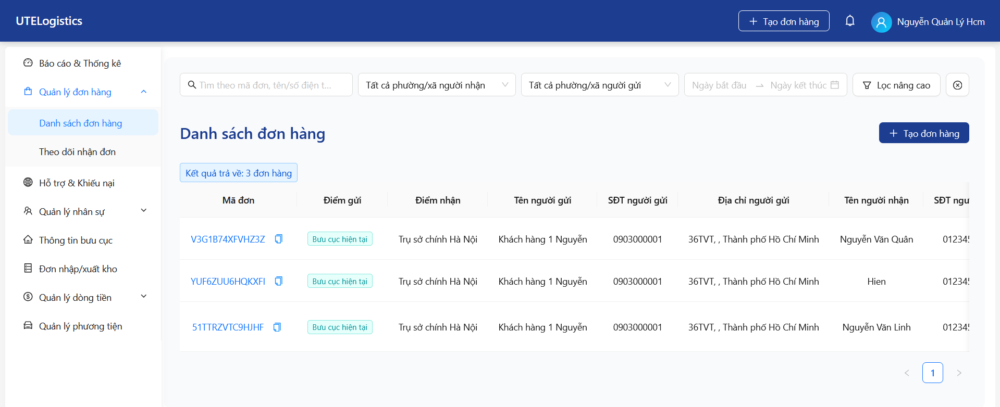 UTELogistics
Tạo đơn hàng
Nguyễn Quản Lý Hcm
Báo cáo & Thống kê
Quản lý đơn hàng
Danh sách đơn hàng
Theo dõi nhận đơn
Hỗ trợ & Khiếu nại
Quản lý nhân sự
Thông tin bưu cục
Đơn nhập/xuất kho
Quản lý dòng tiền
Quản lý phương tiện
Tìm theo mã đơn, tên/số điện t...
Tất cả phường/xã người nhận
Tất cả phường/xã người gửi
Ngày bắt đầu
Ngày kết thúc
Lọc nâng cao
Danh sách đơn hàng
Tạo đơn hàng
Kết quả trả về: 3 đơn hàng
Mã đơn Điểm gửi Điểm nhận Tên người gửi SĐT người gửi Địa chỉ người gửi Tên người nhận SĐT ngư
V3G1B74XFVHZ3Z Bưu cục hiện tại Trụ sở chính Hà Nội Khách hàng 1 Nguyễn 0903000001 36TVT, , Thành phố Hồ Chí Minh Nguyễn Văn Quân 012345
YUF6ZUU6HQKXFI Bưu cục hiện tại Trụ sở chính Hà Nội Khách hàng 1 Nguyễn 0903000001 36TVT, , Thành phố Hồ Chí Minh Hien 012345
51TTRZVTC9HJHF Bưu cục hiện tại Trụ sở chính Hà Nội Khách hàng 1 Nguyễn 0903000001 36TVT, , Thành phố Hồ Chí Minh Nguyễn Văn Linh 012345
1